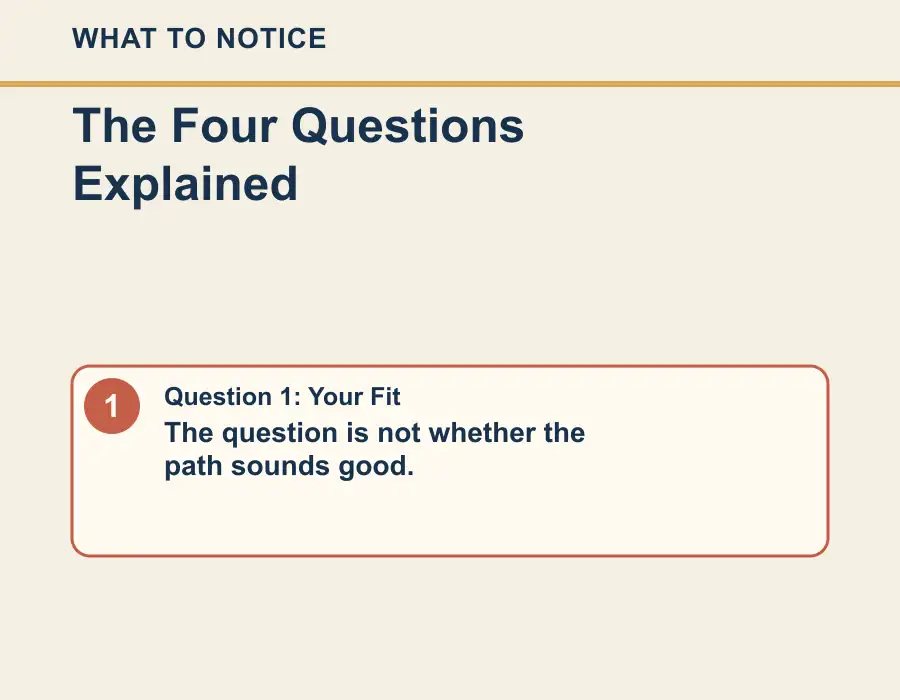 WHAT TO NOTICE
The Four Questions
Explained
1
Question 1: Your Fit
The question is not whether the
path sounds good.